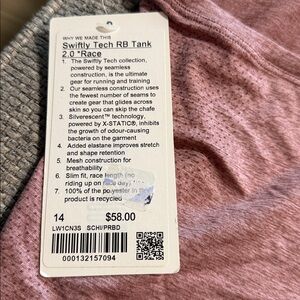 WHY WE MADE THIS
Swiftly Tech RB Tank
2.0 *Race
1. The Swiftly Tech collection,
powered by seamless
construction, is the ultimate
gear for running and training
2. Our seamless construction uses
the fewest number of seams to
create gear that glides across
skin so you can skip the chafe
3. Silverescent™ technology,
powered by X-STATIC®, inhibits
the growth of odour-causing
bacteria on the garment
4. Added elastane improves stretch
and shape retention
5. Mesh construction for
breathability
6. Slim fit, race length (no
riding up on race day)
7. 100% of the polyester in the
product is recycled
14 $58.00
LW1CN3S SCHI/PRBD
000132157094